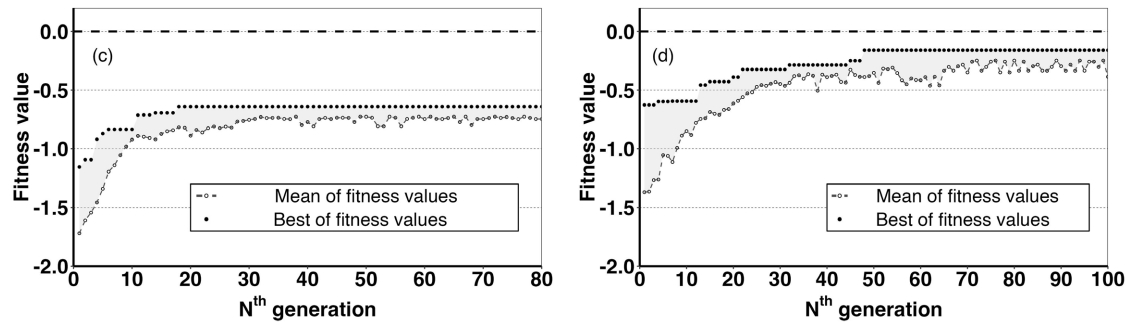 0.0
-0.5
-1.0
-1.5
-2.0
Fitness value
(c)
Mean of fitness values
Best of fitness values
0 10 20 30 40 50 60 70 80
Nth generation
0.0
-0.5
-1.0
-1.5
-2.0
Fitness value
(d)
Mean of fitness values
Best of fitness values
0 10 20 30 40 50 60 70 80 90 100
Nth generation